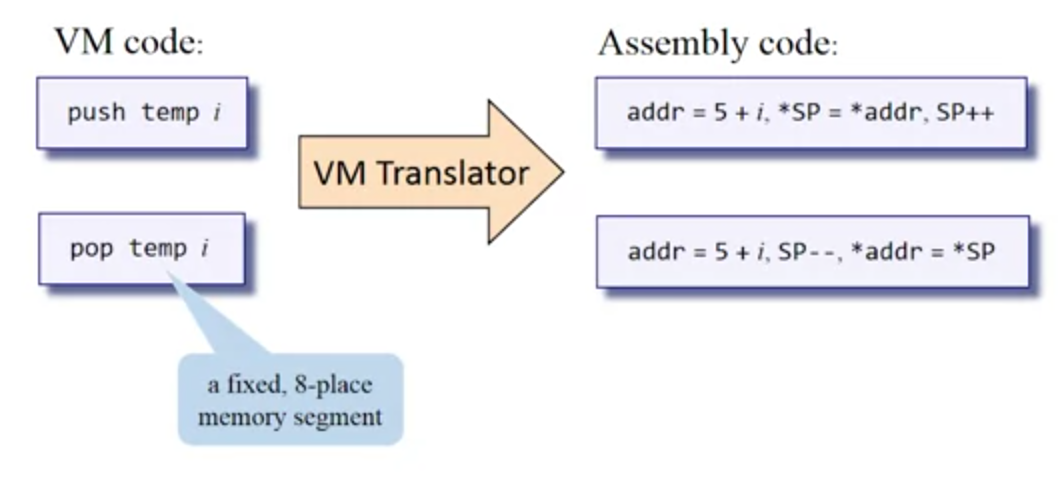 VM code:
Assembly code:
push temp i
addr = 5 + i, *SP = *addr, SP++
VM Translator
pop temp i
addr = 5 + i, SP--, *addr = *SP
a fixed, 8-place
memory segment